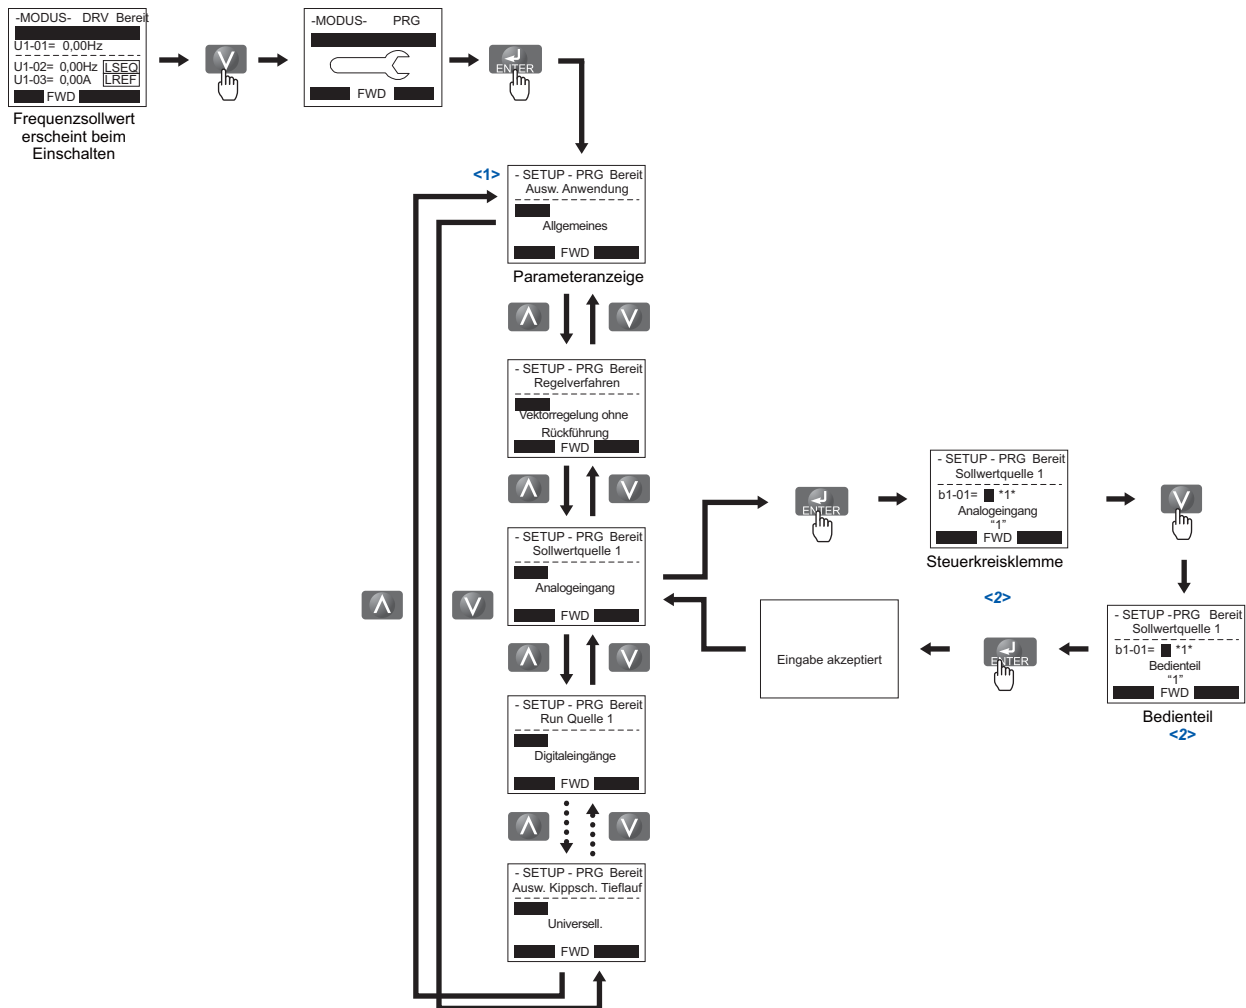 -MODUS- DRV Bereit
U1-01= 0,00Hz
U1-02= 0,00Hz LSEQ
U1-03= 0,00A LREF
FWD
Frequenzsollwert
erscheint beim
Einschalten
-MODUS- PRG
FWD
ENTER
<1>
- SETUP - PRG Bereit
Ausw. Anwendung
Allgemeines
FWD
Parameteranzeige
- SETUP - PRG Bereit
Regelverfahren
Vektorregelung ohne
Rückführung
FWD
- SETUP - PRG Bereit
Sollwertquelle 1
Analogeingang
FWD
ENTER
- SETUP - PRG Bereit
Sollwertquelle 1
b1-01= *1*
Analogeingang
“1”
FWD
Steuerkreisklemme
<2>
- SETUP -PRG Bereit
Sollwertquelle 1
b1-01= *1*
Bedienteil
“1”
FWD
Bedienteil
<2>
ENTER
Eingabe akzeptiert
- SETUP - PRG Bereit
Run Quelle 1
Digitaleingänge
FWD
- SETUP - PRG Bereit
Ausw. Kippsch. Tieflauf
Universell.
FWD